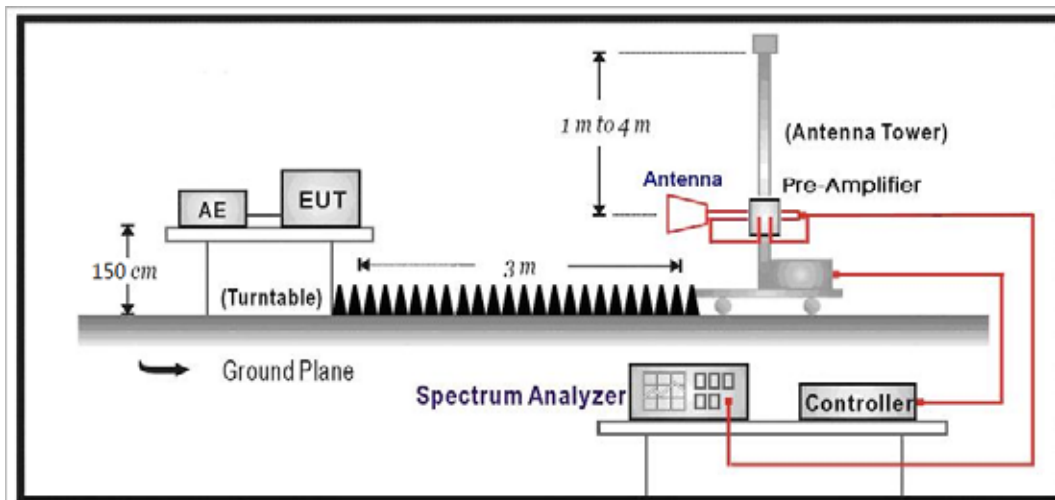 1 m to 4 m
(Antenna Tower)
Antenna
Pre-Amplifier
AE
EUT
150 cm
3 m
(Turntable)
Ground Plane
Spectrum Analyzer
Controller